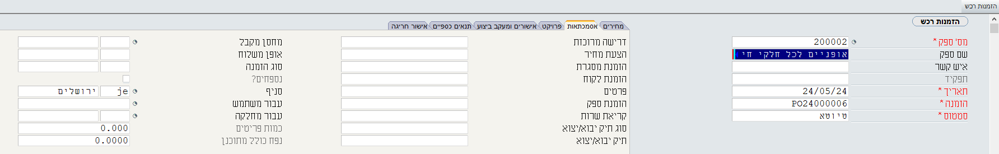 הזמנות רכש
הזמנות רכש
מחירים אסמכתאות פרויקט אישורים ומעקב ביצוע תנאים כספיים אישור חריגה
מס' ספק * 200002
שם ספק אופניים לכל חלקי חי
איש קשר
תפקיד
תאריך * 24/05/24
הזמנה * PO24000006
סטטוס * טיוטא
דרישה מרוכזת
הצעת מחיר
הזמנת מסגרת
הזמנת לקוח
פרטים
הזמנת ספק
קריאת שרות
סוג תיק יבוא/יצוא
תיק יבוא/יצוא
מחסן מקבל
אופן משלוח
סוג הזמנה
נספחים?
סניף je ירושלים
עבור משתמש
עבור מחלקה
כמות פריטים 0.000
נפח כולל מתוכנן 0.0000